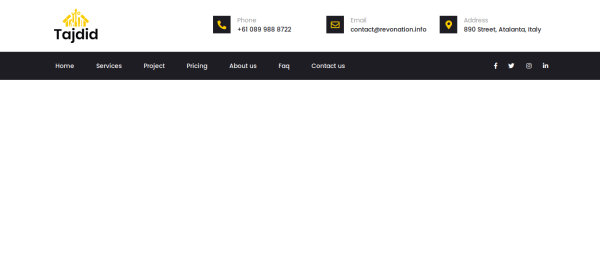 Tajdid
Phone
+61 089 988 8722
Email
contact@revonation.info
Address
890 Street, Atalanta, Italy
Home Services Project Pricing About us Faq Contact us